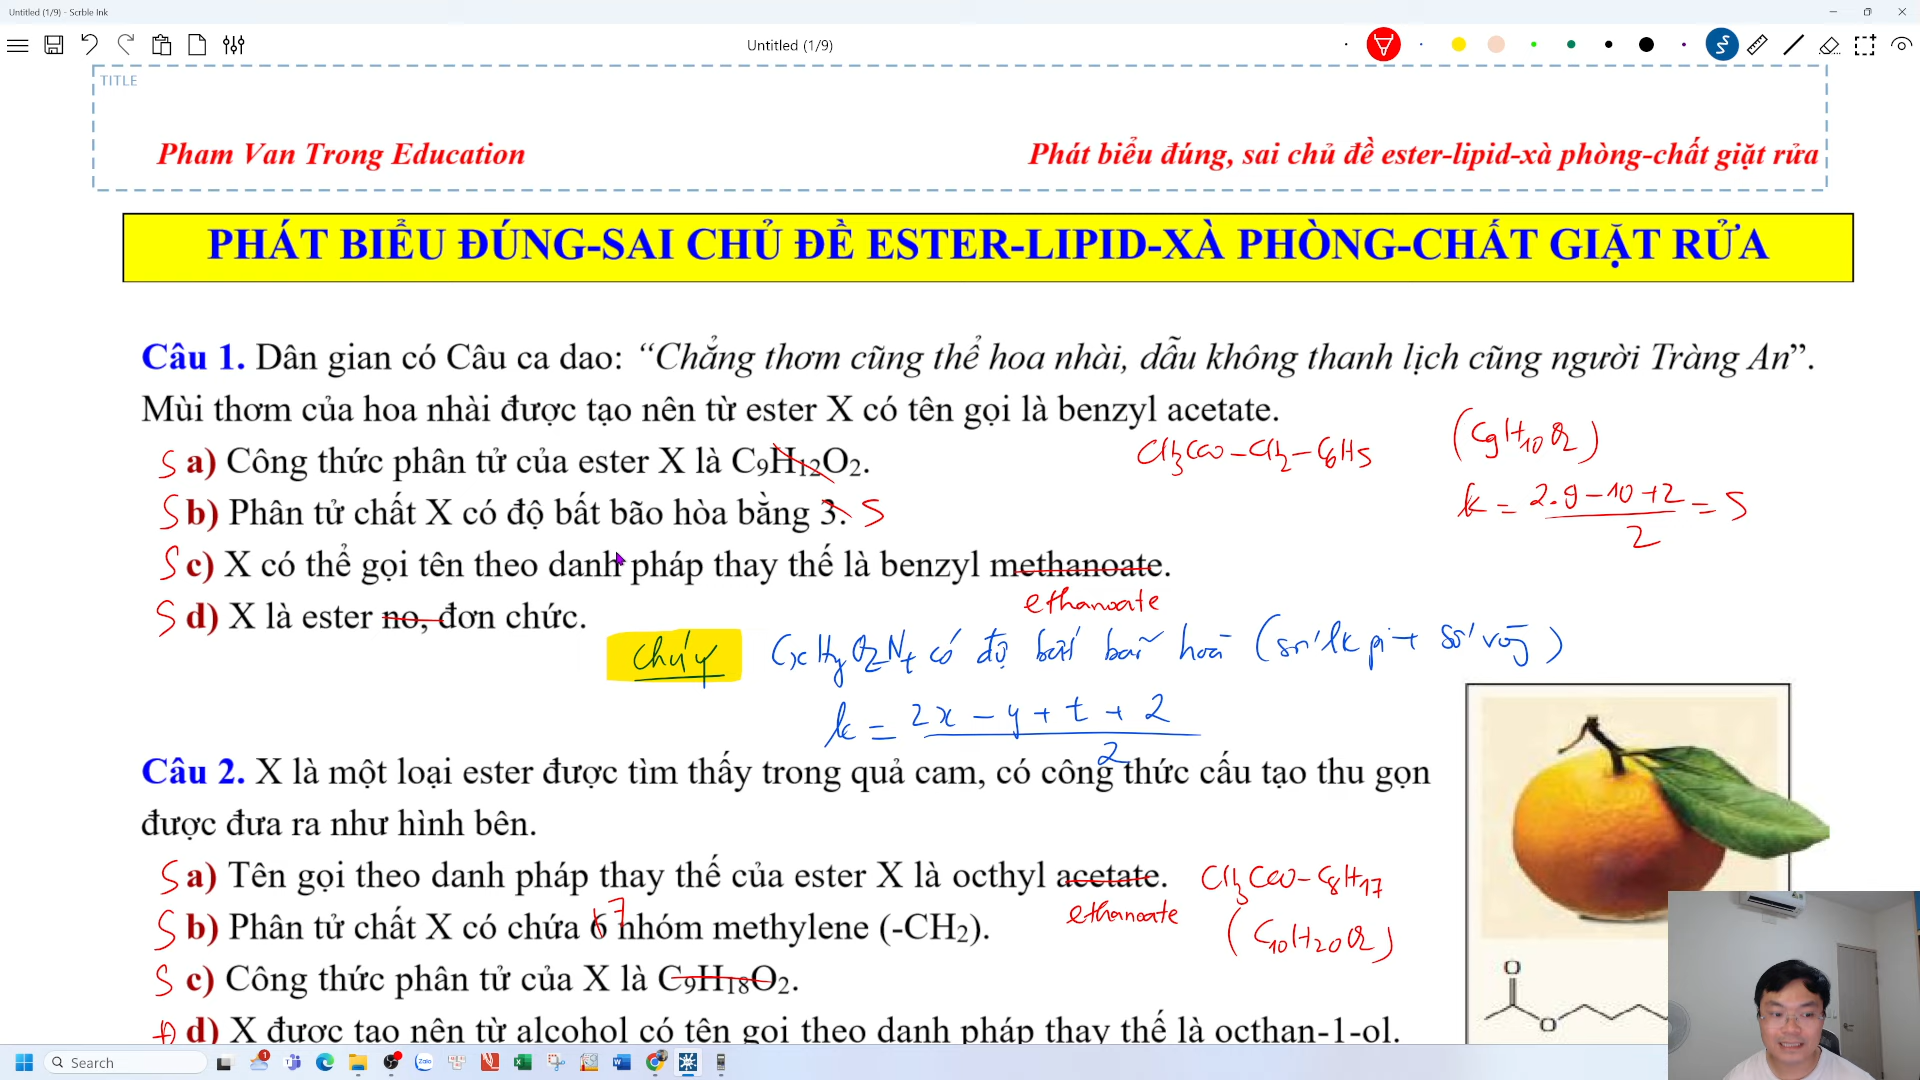 Untitled (1/9) - Scrble Ink
Untitled (1/9)
TITLE
Pham Van Trong Education
Phát biểu đúng, sai chủ đề ester-lipid-xà phòng-chất giặt rửa
PHÁT BIỂU ĐÚNG-SAI CHỦ ĐỀ ESTER-LIPID-XÀ PHÒNG-CHẤT GIẶT RỬA
Câu 1. Dân gian có Câu ca dao: “Chẳng thơm cũng thể hoa nhài, dẫu không thanh lịch cũng người Tràng An”.
Mùi thơm của hoa nhài được tạo nên từ ester X có tên gọi là benzyl acetate.
CH3COO-CH2-C6H5
(C9H10O2)
S a) Công thức phân tử của ester X là C9H12O2.
k = 2.9-10+2 / 2 = 5
S b) Phân tử chất X có độ bất bão hòa bằng 3. 5
S c) X có thể gọi tên theo danh pháp thay thế là benzyl methanoate.
ethanoate
S d) X là ester no, đơn chức.
Chú ý CxHyOzNt có độ bất bão hoà (số lk pi + số vòng)
k = 2x - y + t + 2 / 2
Câu 2. X là một loại ester được tìm thấy trong quả cam, có công thức cấu tạo thu gọn
được đưa ra như hình bên.
S a) Tên gọi theo danh pháp thay thế của ester X là octhyl acetate. CH3COO-C8H17
ethanoate
(C10H20O2)
S b) Phân tử chất X có chứa 6 7 nhóm methylene (-CH2).
S c) Công thức phân tử của X là C9H18O2.
Đ d) X được tạo nên từ alcohol có tên gọi theo danh pháp thay thế là octhan-1-ol.
O
O
Search
1
Zalo